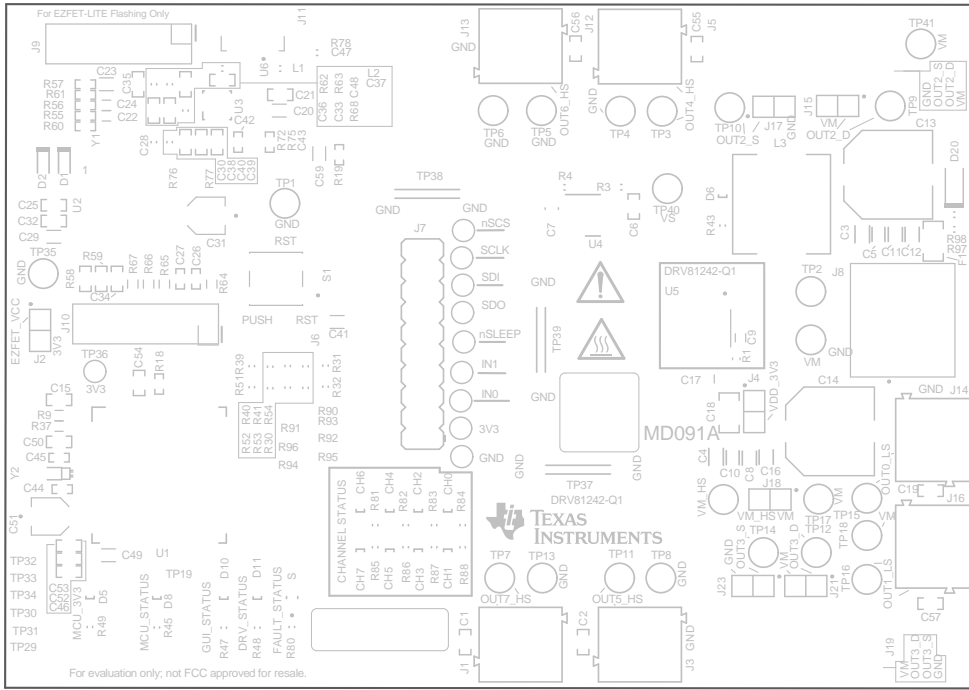 For EZFET-LITE Flashing Only
J9
J11
U6
L1
R78
C47
L2
C37
R62
R63
C48
C36
C33
R68
J13
GND
C56
J12
J5
C55
TP41
VM
R57
R61
R56
R55
R60
C23
C24
C22
Y1
C35
U3
C42
C21
C20
C28
R72
R75
C43
R76
R77
C30
C38
C40
C39
C59
R19
TP6
GND
TP5
GND
OUT6_HS
GND
TP4
TP3
OUT4_HS
TP10
OUT2_S
J17
GND
L3
J15
VM
OUT2_D
TP9
GND
OUT2_S
OUT2_D
VM
C13
D20
D2
D1
1
C25
C32
C29
U2
C31
TP1
GND
RST
TP38
GND
GND
J7
R4
R3
C7
U4
C6
TP40
VS
D6
R43
C3
C5
C11
C12
R98
R97
F1
TP35
GND
R58
R59
C34
R67
R66
R65
C27
C26
R64
S1
PUSH
RST
nSCS
SCLK
SDI
SDO
nSLEEP
IN1
IN0
3V3
GND
GND
TP39
GND
DRV81242-Q1
U5
R1
C9
TP2
VM
GND
J8
EZFET_VCC
J2
3V3
J10
TP36
3V3
J6
C41
C54
R18
R51
R39
R31
R32
R40
R41
R54
R52
R53
R30
R90
R93
R91
R92
R96
R95
R94
C17
C18
J4
VDD_3V3
C14
GND
J14
C15
R9
R37
C50
C45
Y2
C44
C51
MD091A
GND
TP37
GND
DRV81242-Q1
C4
C10
C8
C16
VM_HS
J18
VM_HS
VM
TP17
VM
TP15
OUT0_LS
C19
J16
VM
TP18
TP16
OUT1_LS
C57
CHANNEL STATUS
CH6
R81
CH4
R82
CH2
R83
CH0
R84
CH7
R85
CH5
R86
CH3
R87
CH1
R88
TEXAS
INSTRUMENTS
GND
OUT3_S
TP14
VM
OUT3_D
TP12
J23
J21
TP7
TP13
OUT7_HS
GND
TP11
TP8
OUT5_HS
GND
TP32
TP33
TP34
TP30
TP31
TP29
C49
U1
TP19
C53
C52
C46
MCU_3V3
D5
R49
MCU_STATUS
D8
R45
GUI_STATUS
D10
R47
DRV_STATUS
D11
R48
FAULT_STATUS
S
R80
J1
C1
C2
J3
GND
J19
VM
OUT3_D
OUT3_S
GND
For evaluation only; not FCC approved for resale.